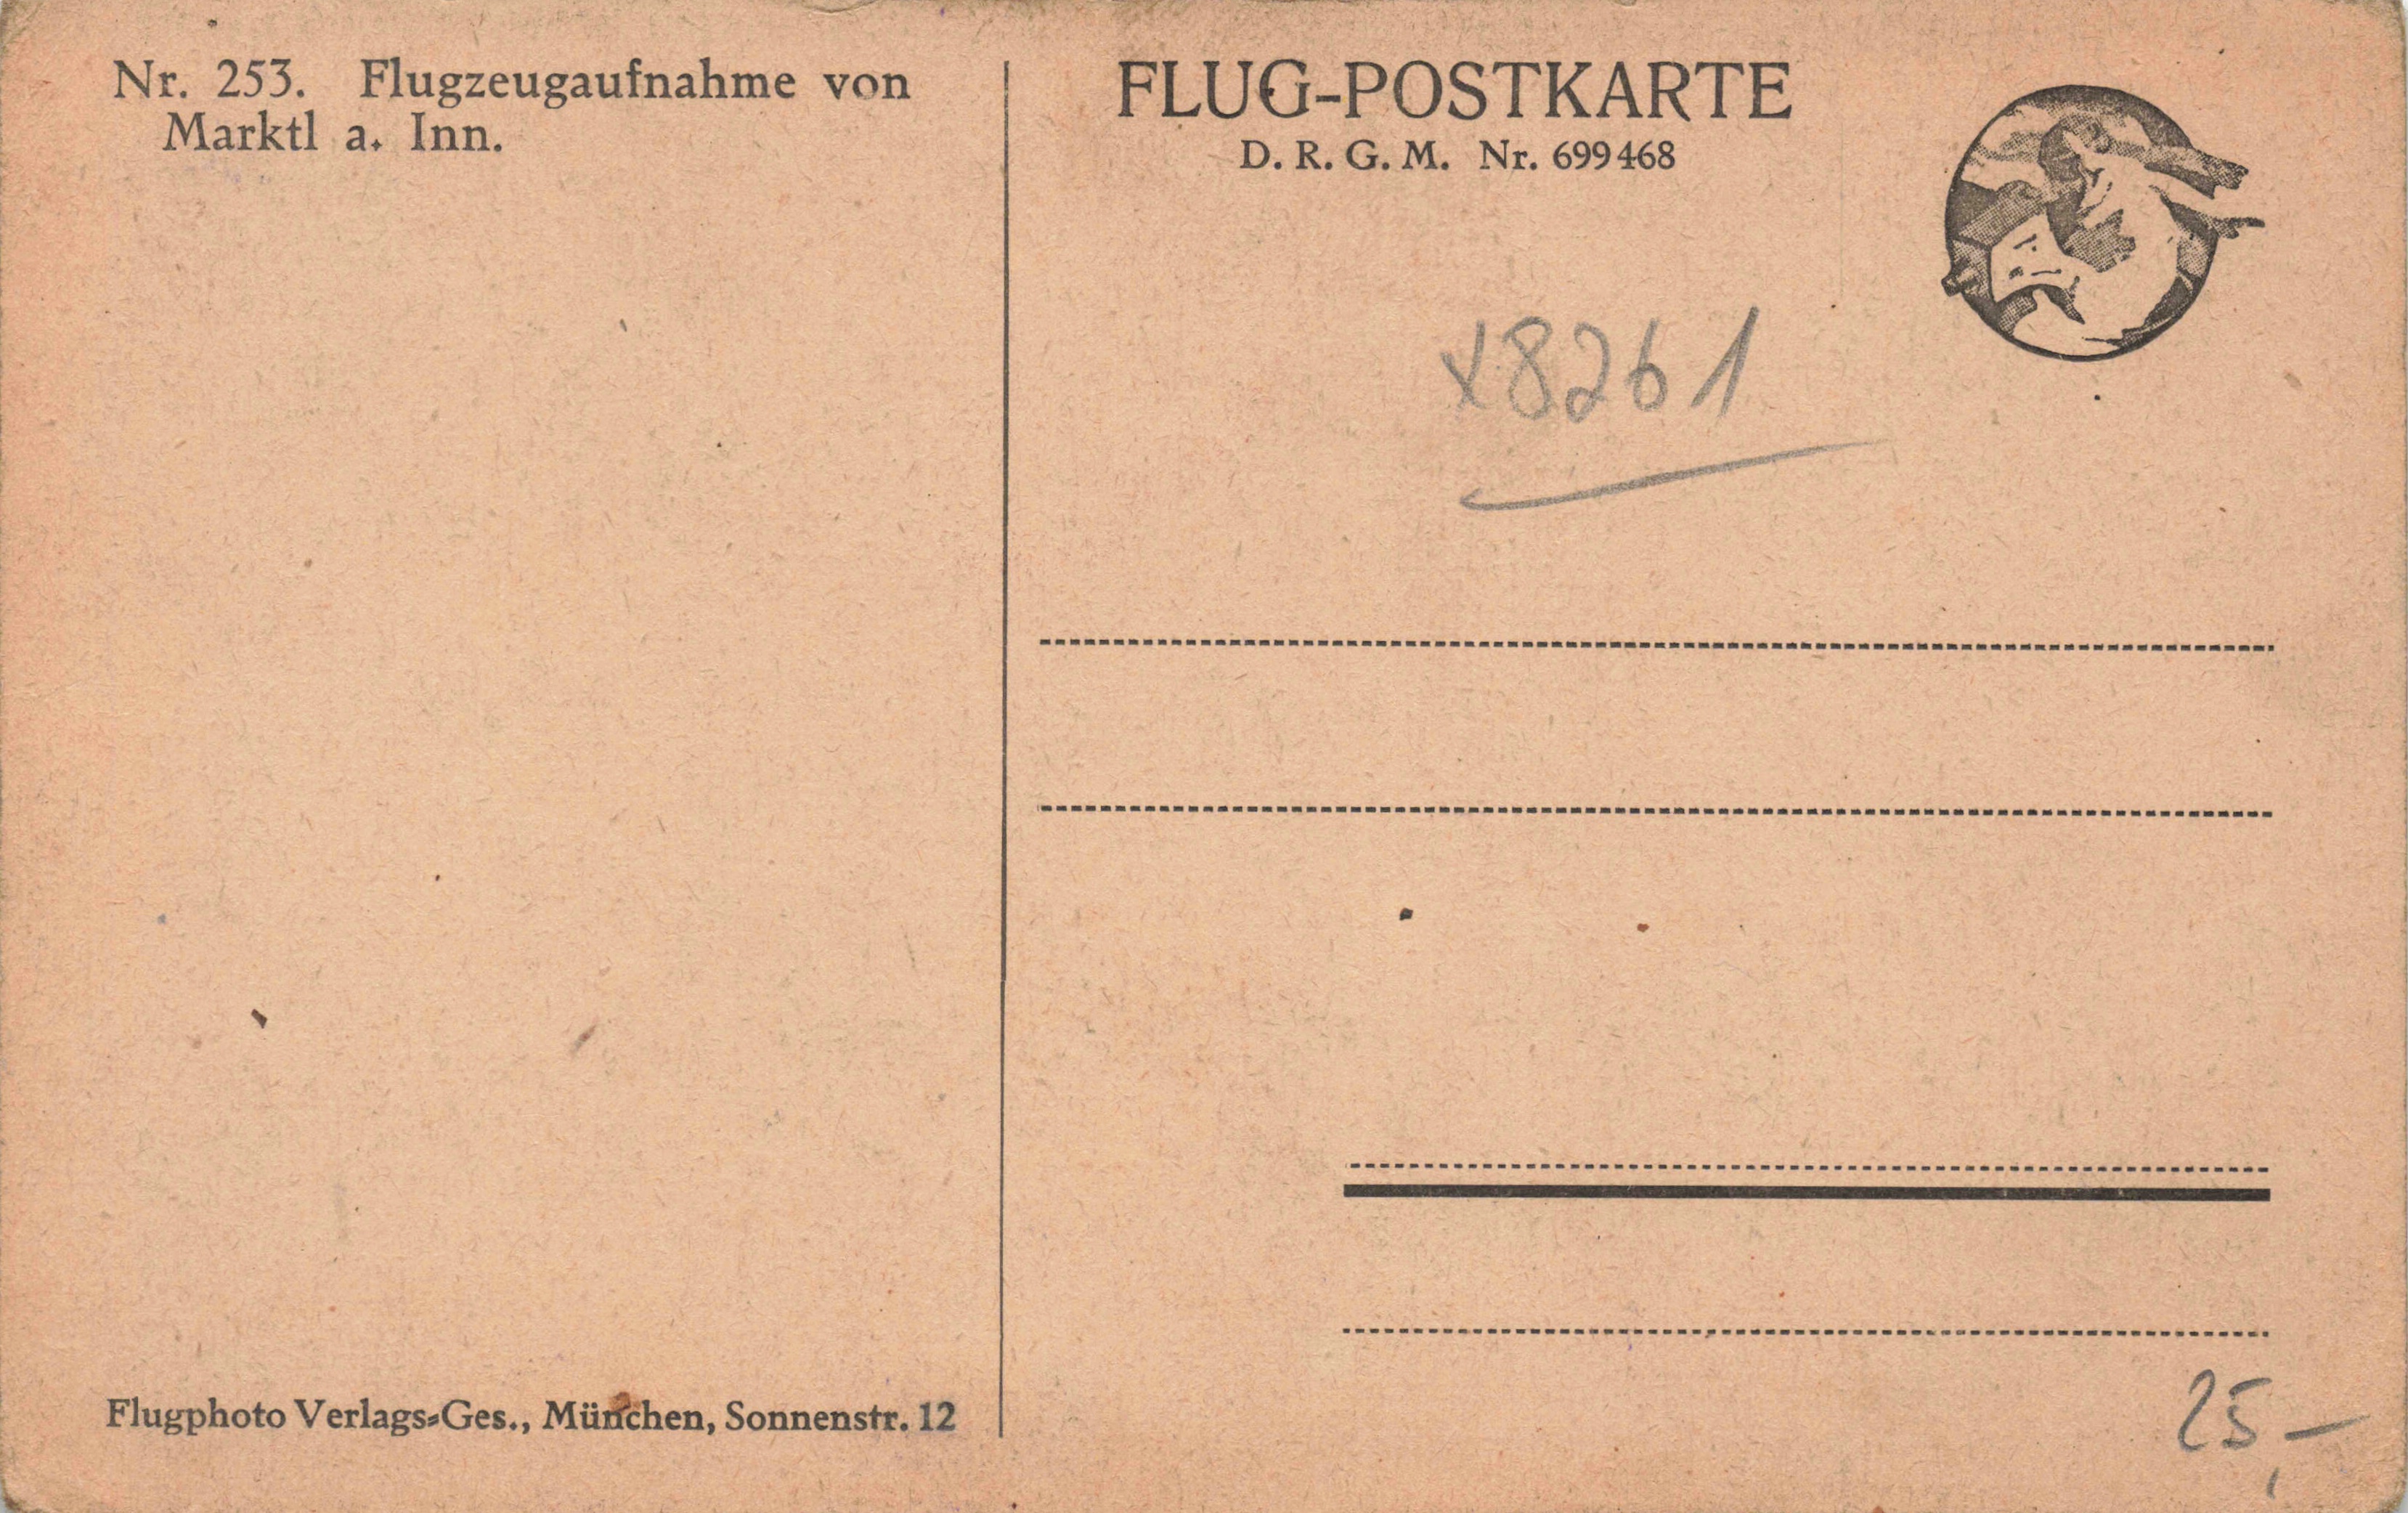 Nr. 253. Flugzeugaufnahme von
Marktl a. Inn.
FLUG-POSTKARTE
D. R. G. M. Nr. 699468
x8261
Flugphoto Verlags-Ges., München, Sonnenstr. 12
25,–